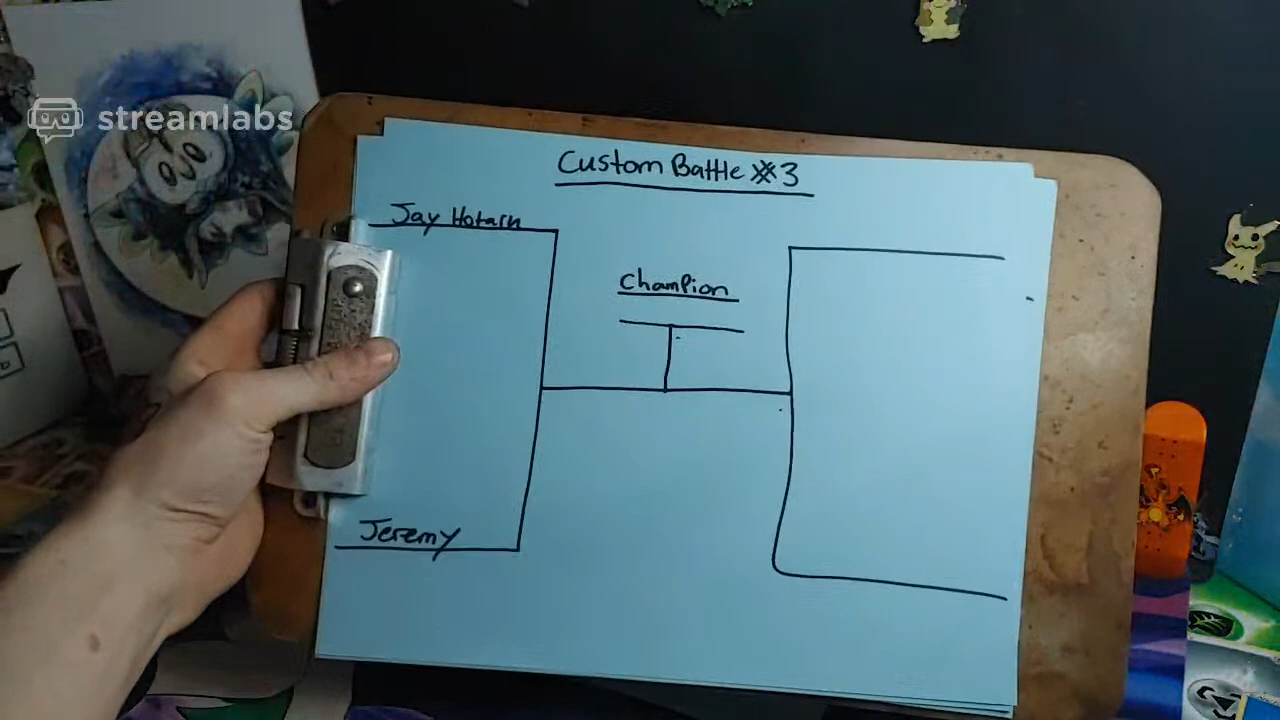 streamlabs
Custom Battle #3
Jay Hotarn
Champion
Jeremy